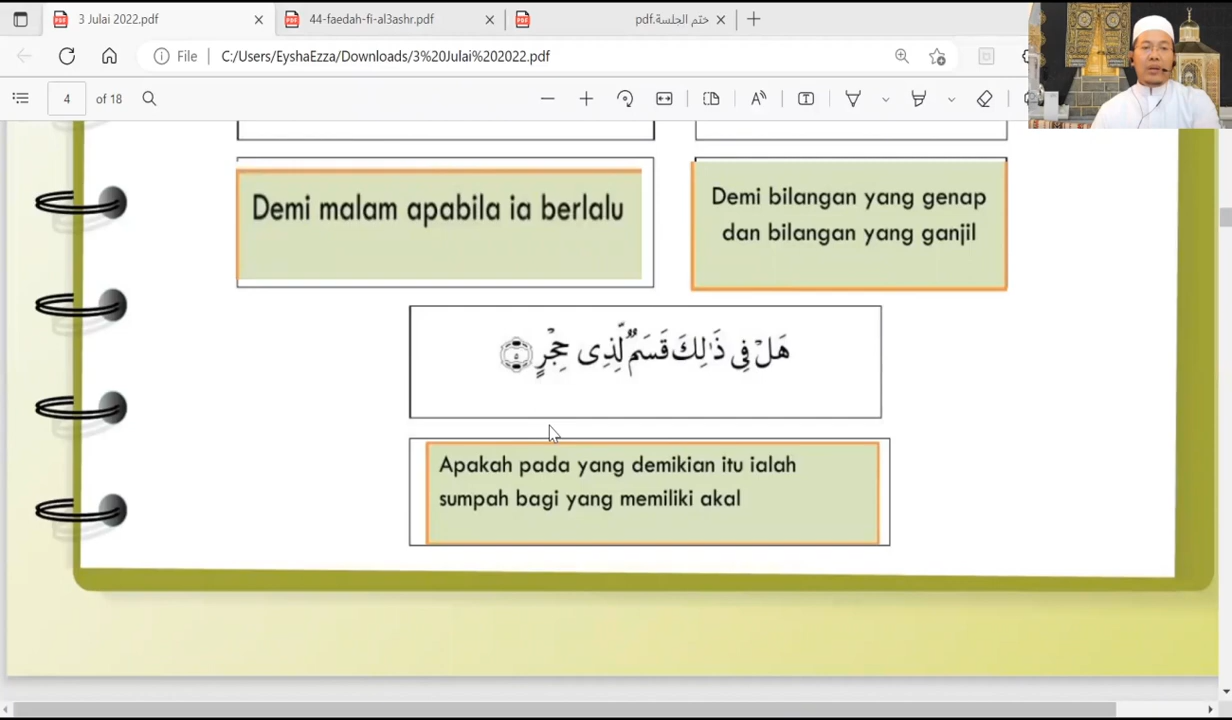 3 Julai 2022.pdf
44-faedah-fi-al3ashr.pdf
ختم الجلسة.pdf
File
C:/Users/EyshaEzza/Downloads/3%20Julai%202022.pdf
4 of 18
Demi malam apabila ia berlalu
Demi bilangan yang genap
dan bilangan yang ganjil
هَلْ فِى ذَٰلِكَ قَسَمٌ لِّذِى حِجْرٍ ٥
Apakah pada yang demikian itu ialah
sumpah bagi yang memiliki akal